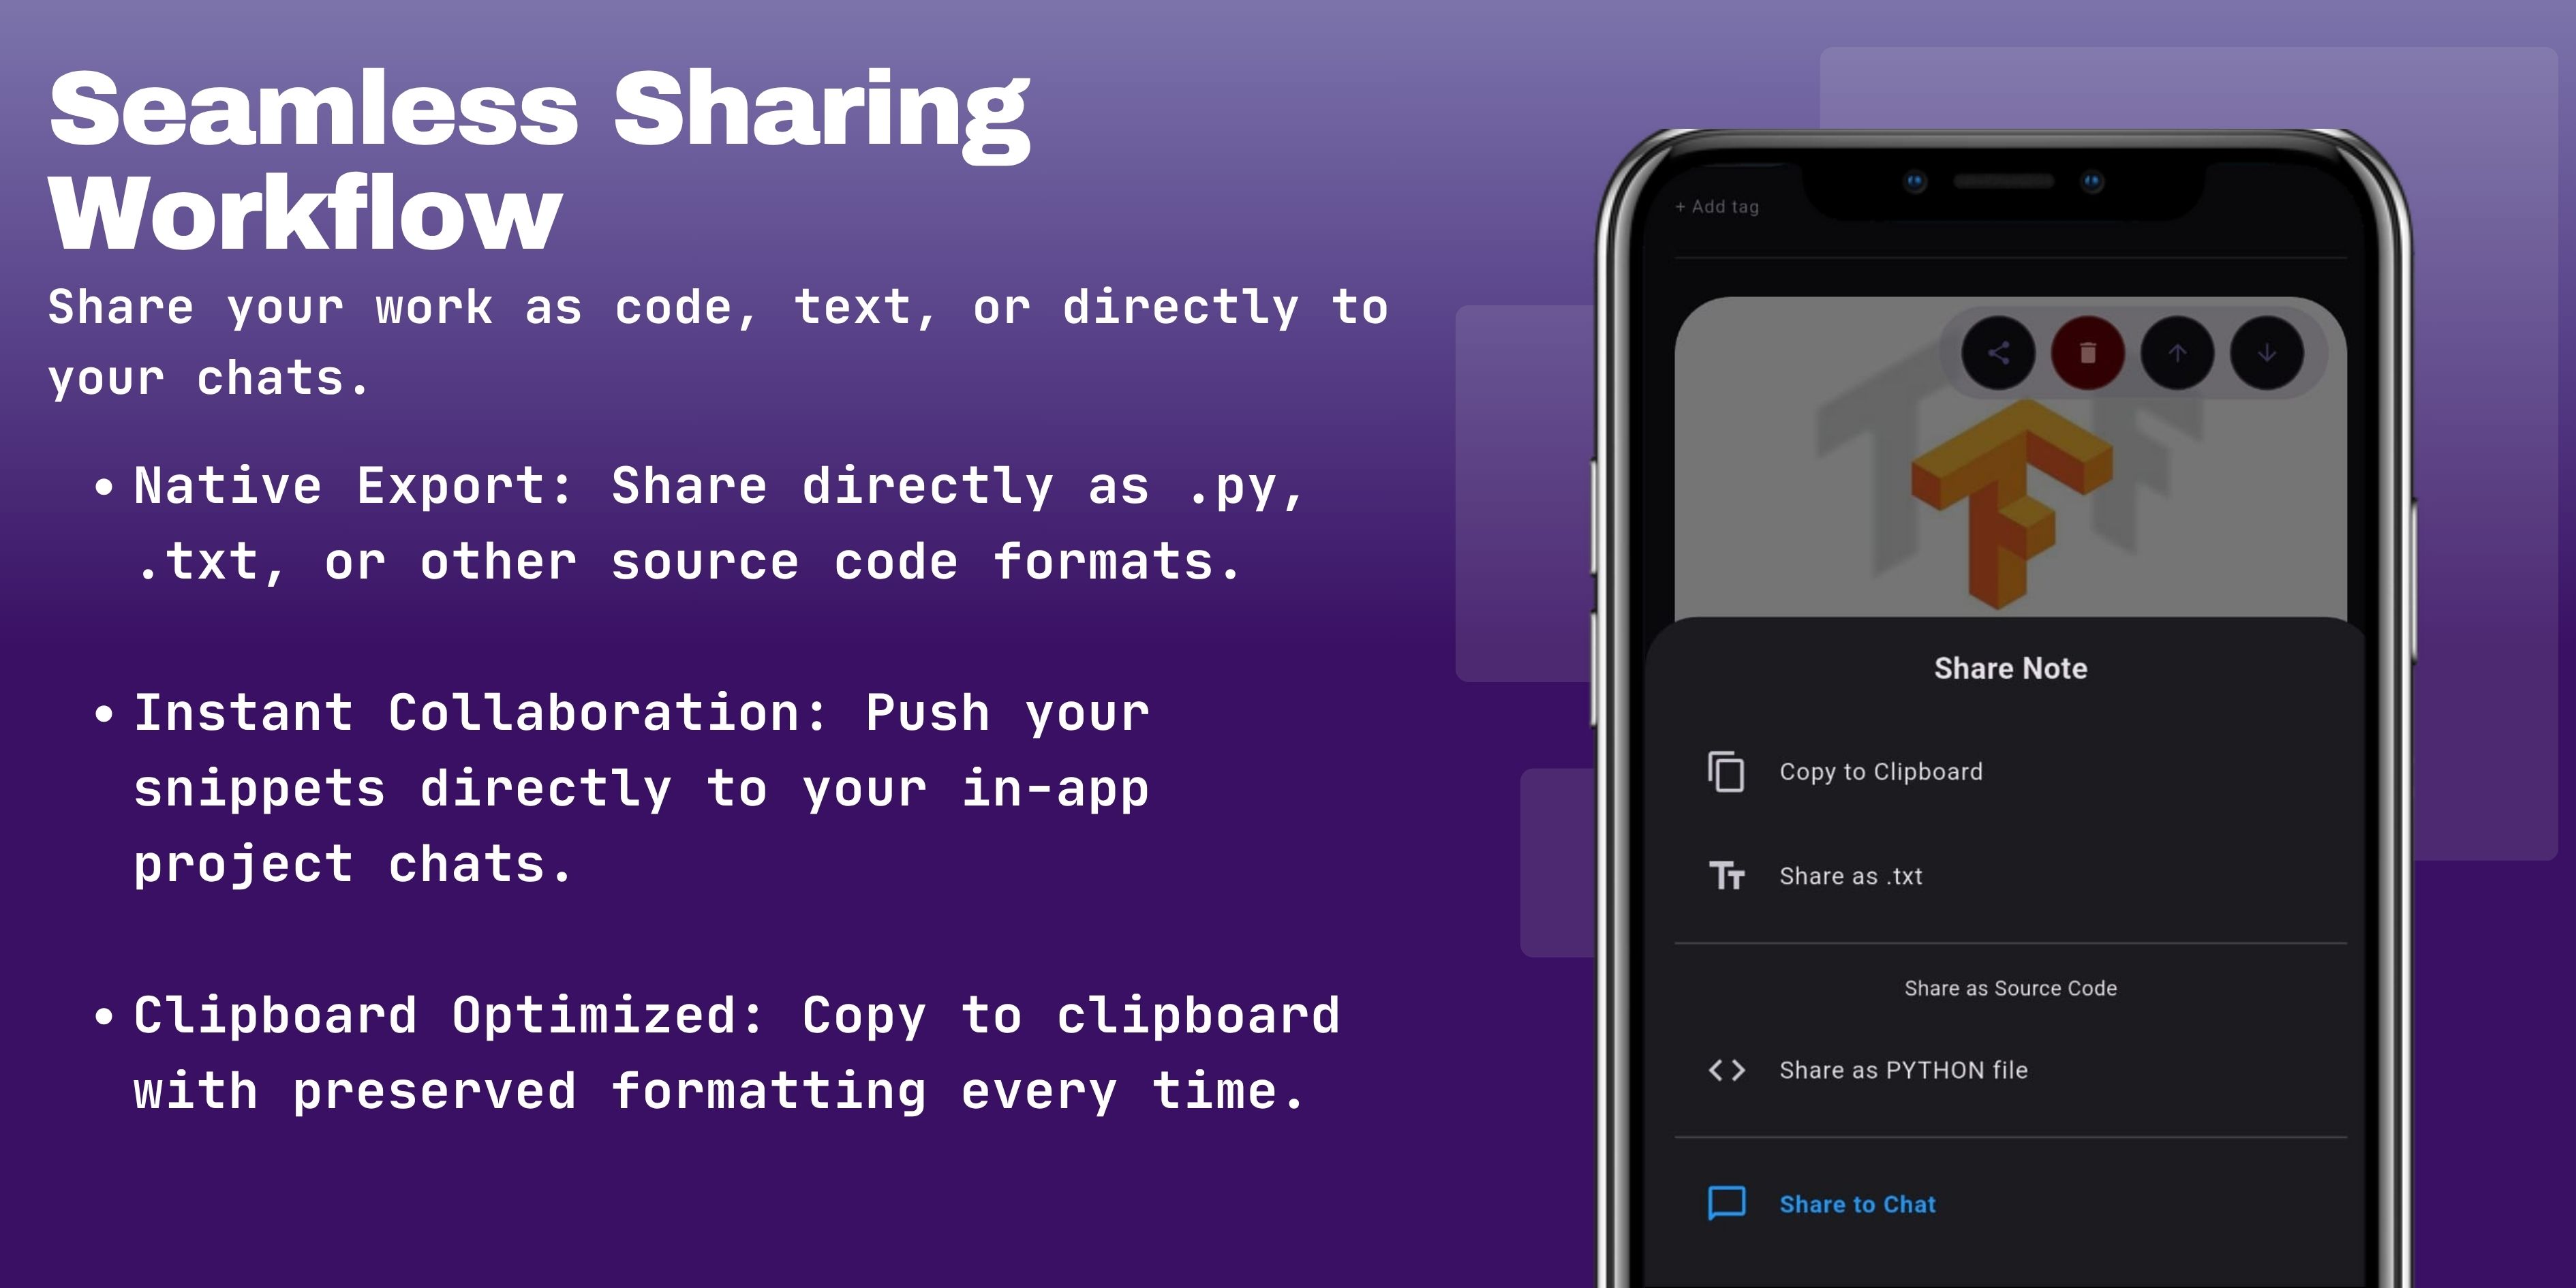 Seamless Sharing
Workflow
Share your work as code, text, or directly to
your chats.
• Native Export: Share directly as .py,
.txt, or other source code formats.
• Instant Collaboration: Push your
snippets directly to your in-app
project chats.
• Clipboard Optimized: Copy to clipboard
with preserved formatting every time.
+ Add tag
Share Note
Copy to Clipboard
Share as .txt
Share as Source Code
Share as PYTHON file
Share to Chat